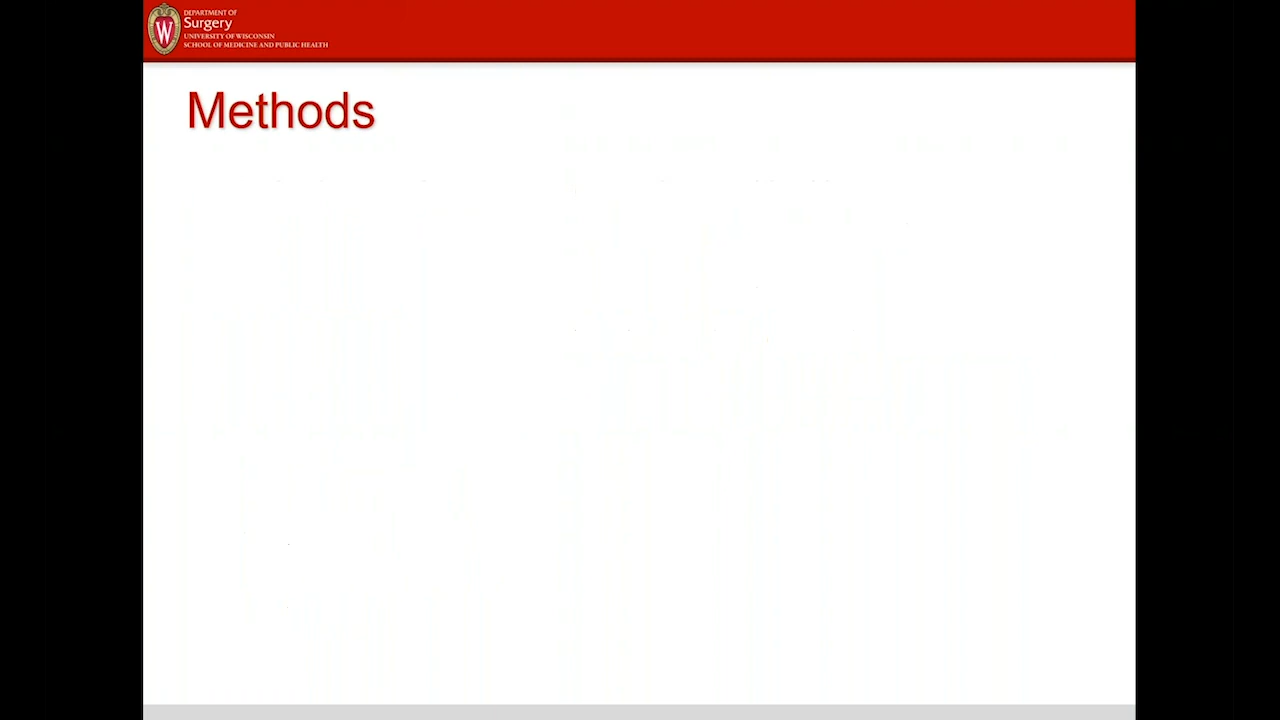 DEPARTMENT OF
Surgery
UNIVERSITY OF WISCONSIN
SCHOOL OF MEDICINE AND PUBLIC HEALTH
W
Methods